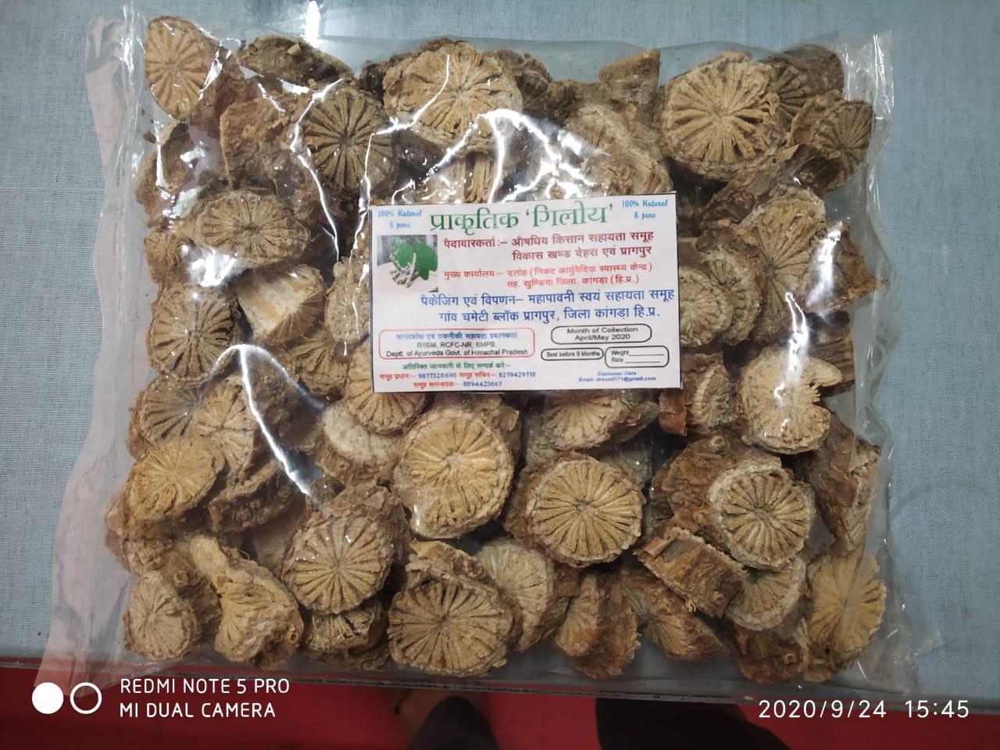 100% Natural
& pure
प्राकृतिक 'गिलोय'
100% Natural
& pure
पैदावारकर्ता:– औषधिय किसान सहायता समूह
विकास खण्ड देहरा एवं प्रागपुर
मुख्य कार्यालय:– दलोह (निकट आर्युवैदिक स्वास्थ्य केन्द्र)
तह. खुण्डिया जिला. कांगड़ा (हि.प्र.)
पैकेजिंग एवं विपणन– महापावनी स्वयं सहायता समूह
गांव चमेटी ब्लॉक प्रागपुर, जिला कांगड़ा हि.प्र.
मार्गदर्शक एवं तकनीकी सहायता प्रदानकर्ता
RIISM, RCFC-NR, SMPB,
Deptt. of Ayurveda Govt. of Himachal Pradesh
Month of Collection
April/May 2020
Best before 9 Months
Weight
Rate
अतिरिक्त जानकारी के लिए सम्पर्क करें:–
समूह प्रधान:– 9817320695 समूह सचिव:– 8219429118
समूह समन्वयक:– 8894423667
Customer Care
Email- drsunil171@gmail.com
REDMI NOTE 5 PRO
MI DUAL CAMERA
2020/9/24 15:45